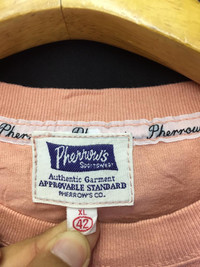 Pherrow's
Pherrow's
Pherrow's
Sportswear
Authentic Garment
APPROVABLE STANDARD
PHERROW'S CO.
XL
42